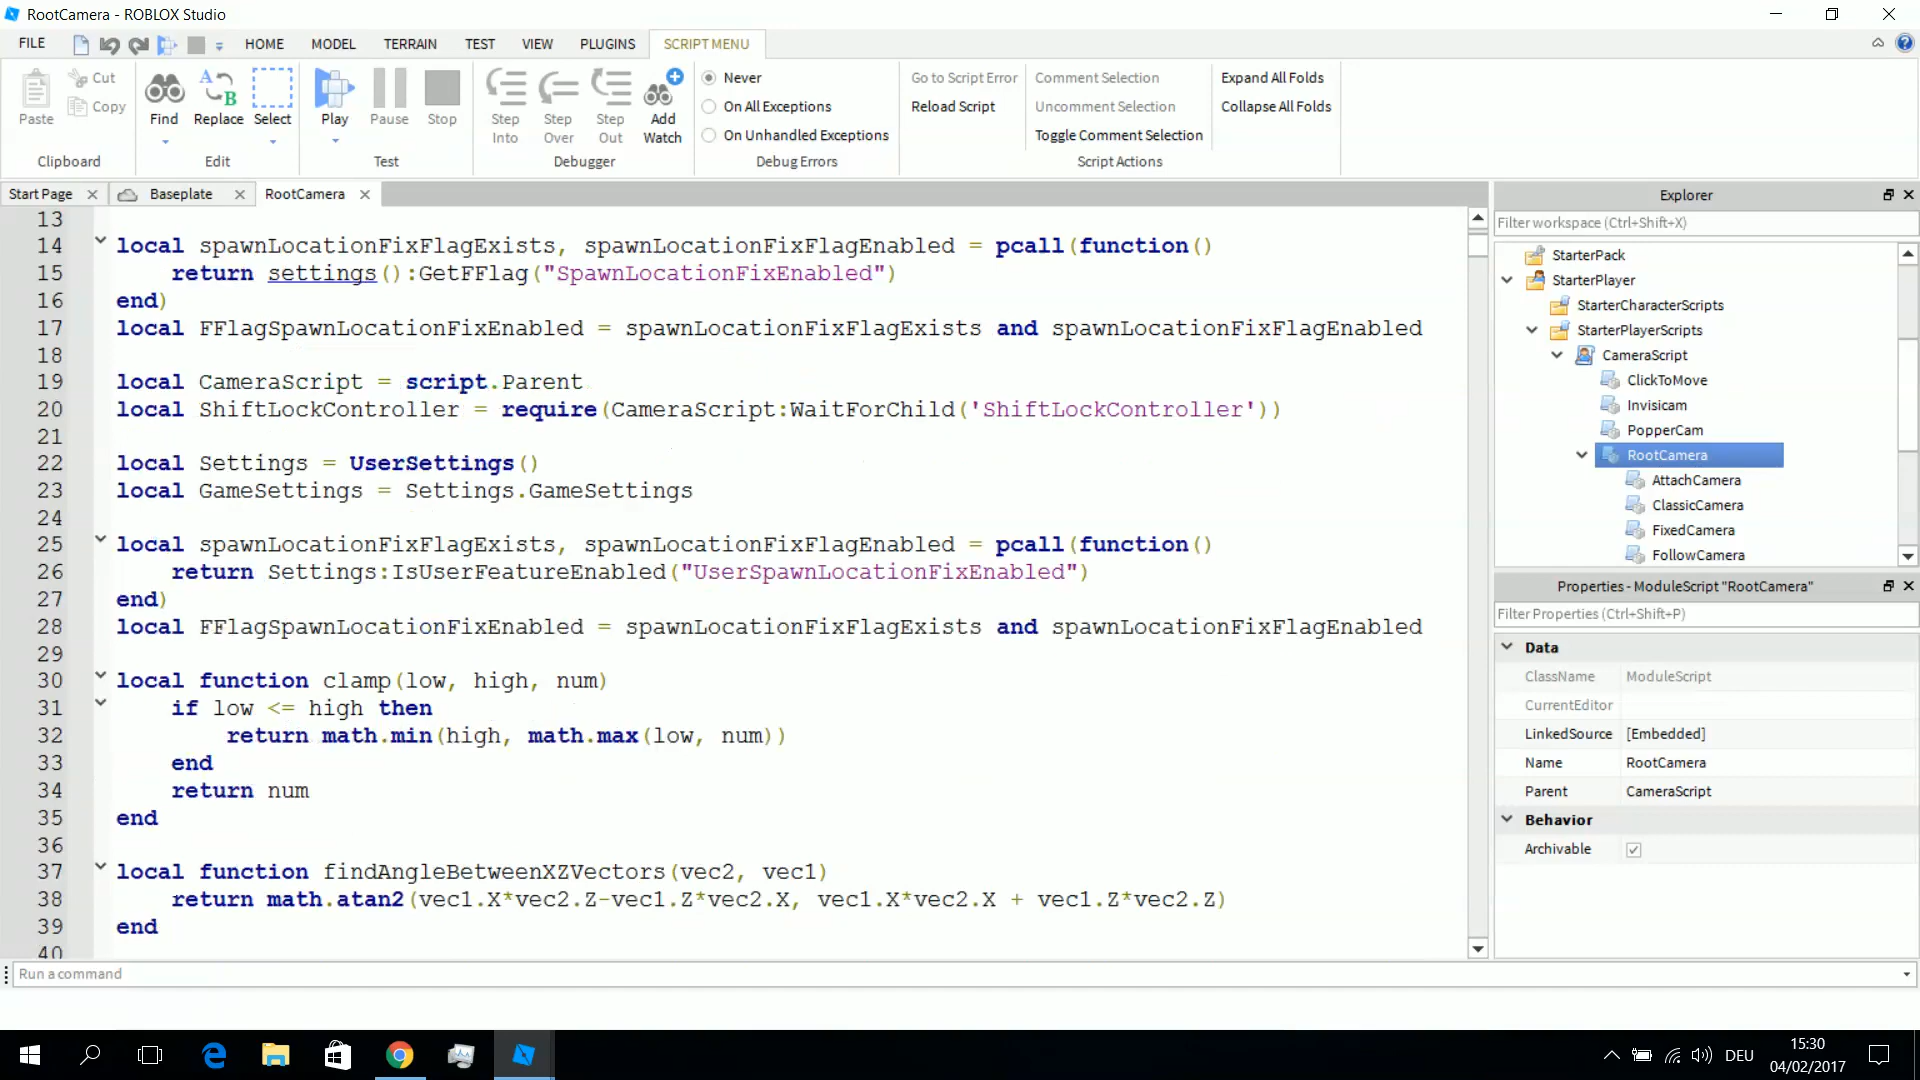 RootCamera - ROBLOX Studio
FILE HOME MODEL TERRAIN TEST VIEW PLUGINS SCRIPT MENU
Paste
Cut
Copy
Clipboard
Find
Replace
Select
Edit
Play
Pause
Stop
Test
Step Into
Step Over
Step Out
Add Watch
Debugger
Never
On All Exceptions
On Unhandled Exceptions
Debug Errors
Go to Script Error
Reload Script
Comment Selection
Uncomment Selection
Toggle Comment Selection
Script Actions
Expand All Folds
Collapse All Folds
Start Page
Baseplate
RootCamera
13
14 local spawnLocationFixFlagExists, spawnLocationFixFlagEnabled = pcall(function()
15 return settings():GetFFlag("SpawnLocationFixEnabled")
16 end)
17 local FFlagSpawnLocationFixEnabled = spawnLocationFixFlagExists and spawnLocationFixFlagEnabled
18
19 local CameraScript = script.Parent
20 local ShiftLockController = require(CameraScript:WaitForChild('ShiftLockController'))
21
22 local Settings = UserSettings()
23 local GameSettings = Settings.GameSettings
24
25 local spawnLocationFixFlagExists, spawnLocationFixFlagEnabled = pcall(function()
26 return Settings:IsUserFeatureEnabled("UserSpawnLocationFixEnabled")
27 end)
28 local FFlagSpawnLocationFixEnabled = spawnLocationFixFlagExists and spawnLocationFixFlagEnabled
29
30 local function clamp(low, high, num)
31 if low <= high then
32 return math.min(high, math.max(low, num))
33 end
34 return num
35 end
36
37 local function findAngleBetweenXZVectors(vec2, vec1)
38 return math.atan2(vec1.X*vec2.Z-vec1.Z*vec2.X, vec1.X*vec2.X + vec1.Z*vec2.Z)
39 end
40
Explorer
Filter workspace (Ctrl+Shift+X)
StarterPack
StarterPlayer
StarterCharacterScripts
StarterPlayerScripts
CameraScript
ClickToMove
Invisicam
PopperCam
RootCamera
AttachCamera
ClassicCamera
FixedCamera
FollowCamera
Properties - ModuleScript "RootCamera"
Filter Properties (Ctrl+Shift+P)
Data
ClassName ModuleScript
CurrentEditor
LinkedSource [Embedded]
Name RootCamera
Parent CameraScript
Behavior
Archivable
Run a command
DEU
15:30
04/02/2017